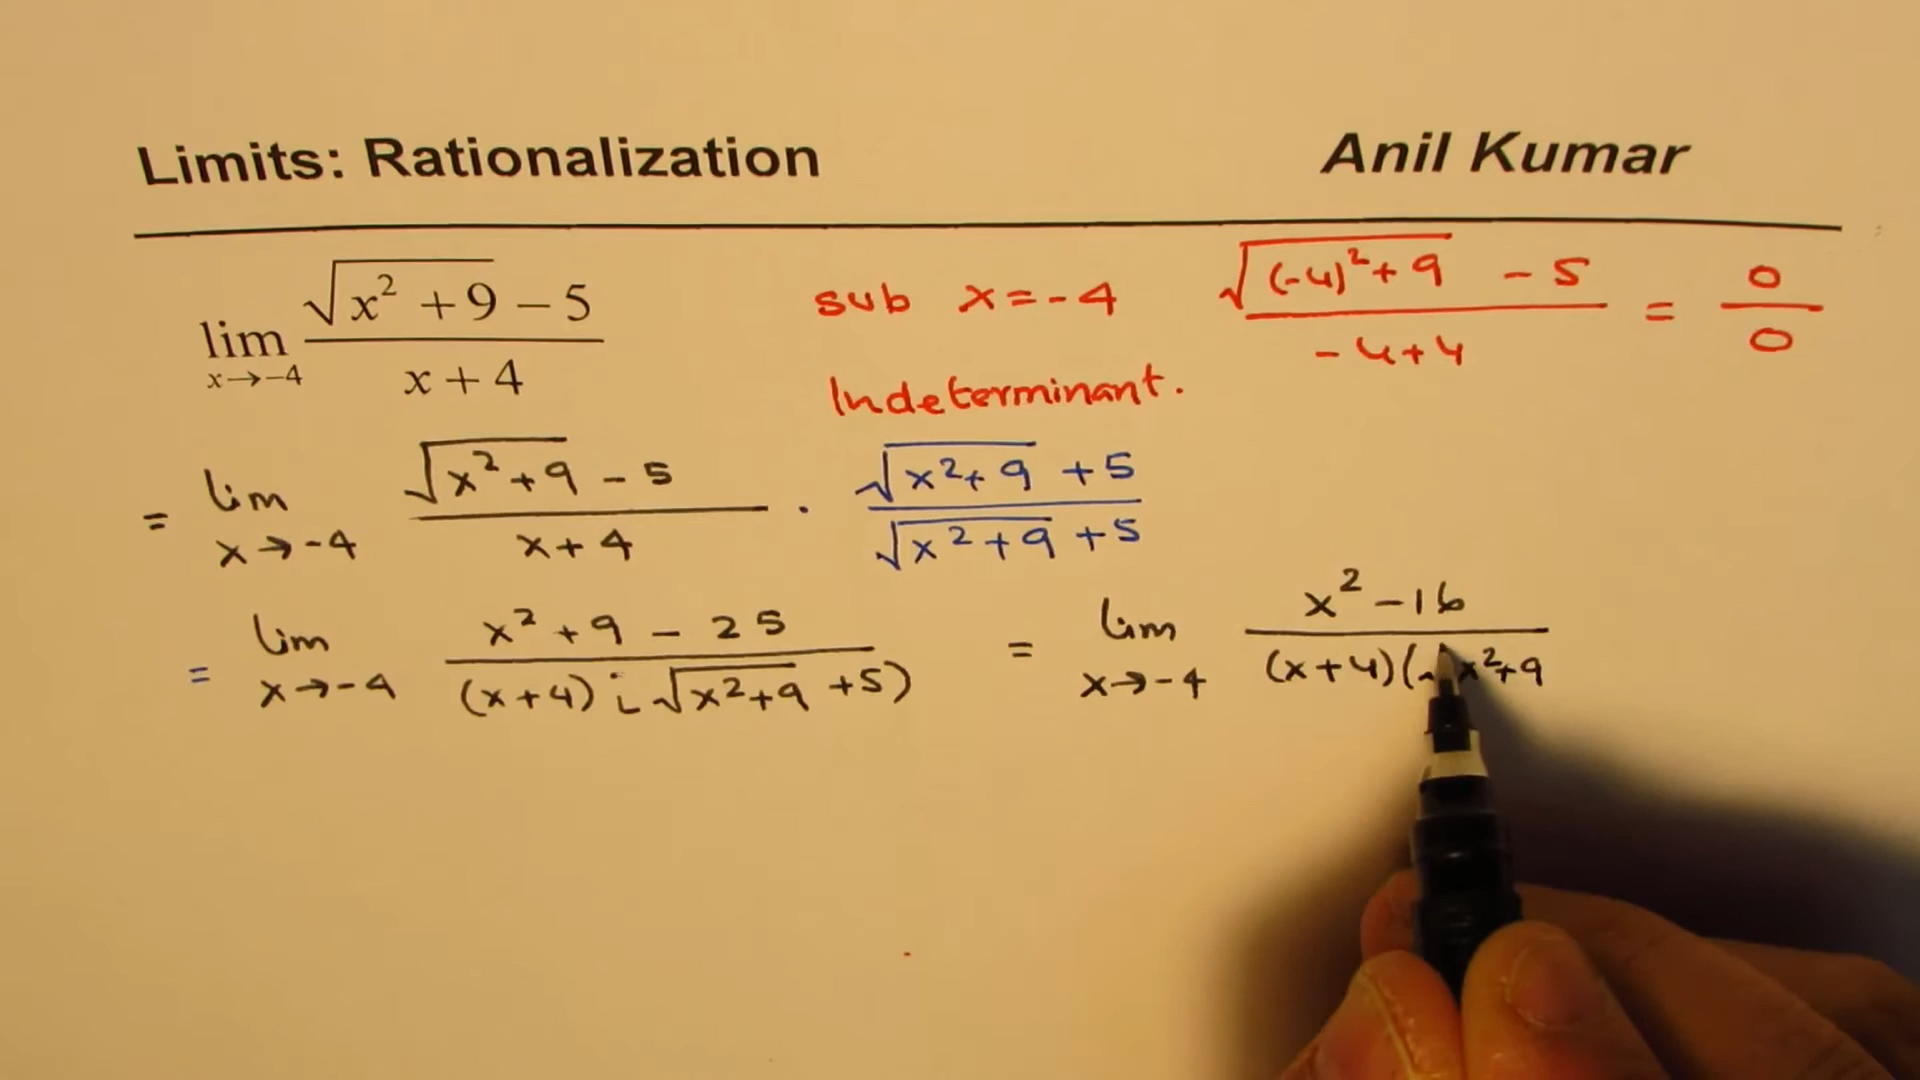 Limits: Rationalization Anil Kumar
lim x→-4 (√(x² + 9) - 5)/(x + 4) sub x = -4 (√((-4)² + 9) - 5)/(-4+4) = 0/0
Indeterminant.
= lim x→-4 (√(x²+9) - 5)/(x+4) · (√(x²+9) +5)/(√(x²+9) +5)
= lim x→-4 (x² + 9 - 25)/((x+4) (√(x²+9) +5)) = lim x→-4 (x² - 16)/((x+4)(√x²+9